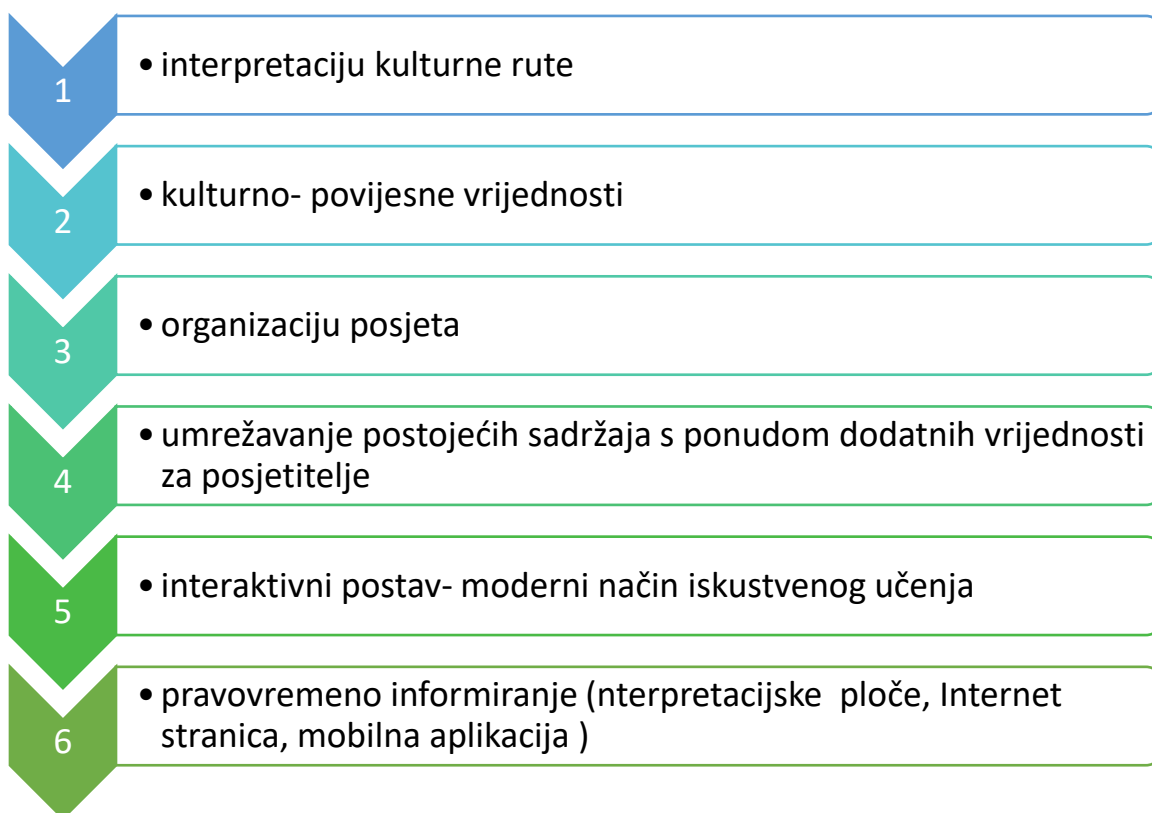 1
• interpretaciju kulturne rute
2
• kulturno- povijesne vrijednosti
3
• organizaciju posjeta
4
• umrežavanje postojećih sadržaja s ponudom dodatnih vrijednosti
za posjetitelje
5
• interaktivni postav- moderni način iskustvenog učenja
6
• pravovremeno informiranje (nterpretacijske  ploče, Internet
stranica, mobilna aplikacija )